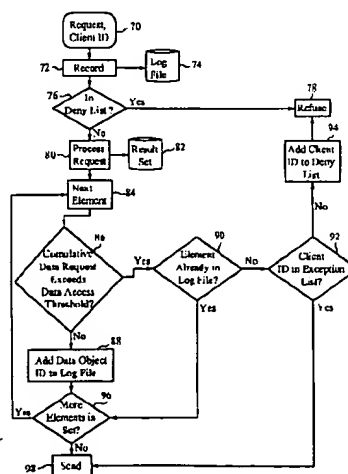 Request,
Client ID
70
72
Record
Log
File
74
76
In
Deny List?
Yes
78
Refuse
No
80
Process
Request
Result
Set
82
94
Add Client
ID to Deny
List
Next
Element
84
No
86
Cumulative
Data Request
Exceeds
Data Access
Threshold?
Yes
90
Element
Already in
Log File?
No
92
Client
ID in Exception
List?
No
Yes
Yes
88
Add Data Object
ID to Log File
96
Yes
More
Elements is
Set?
No
98
Send